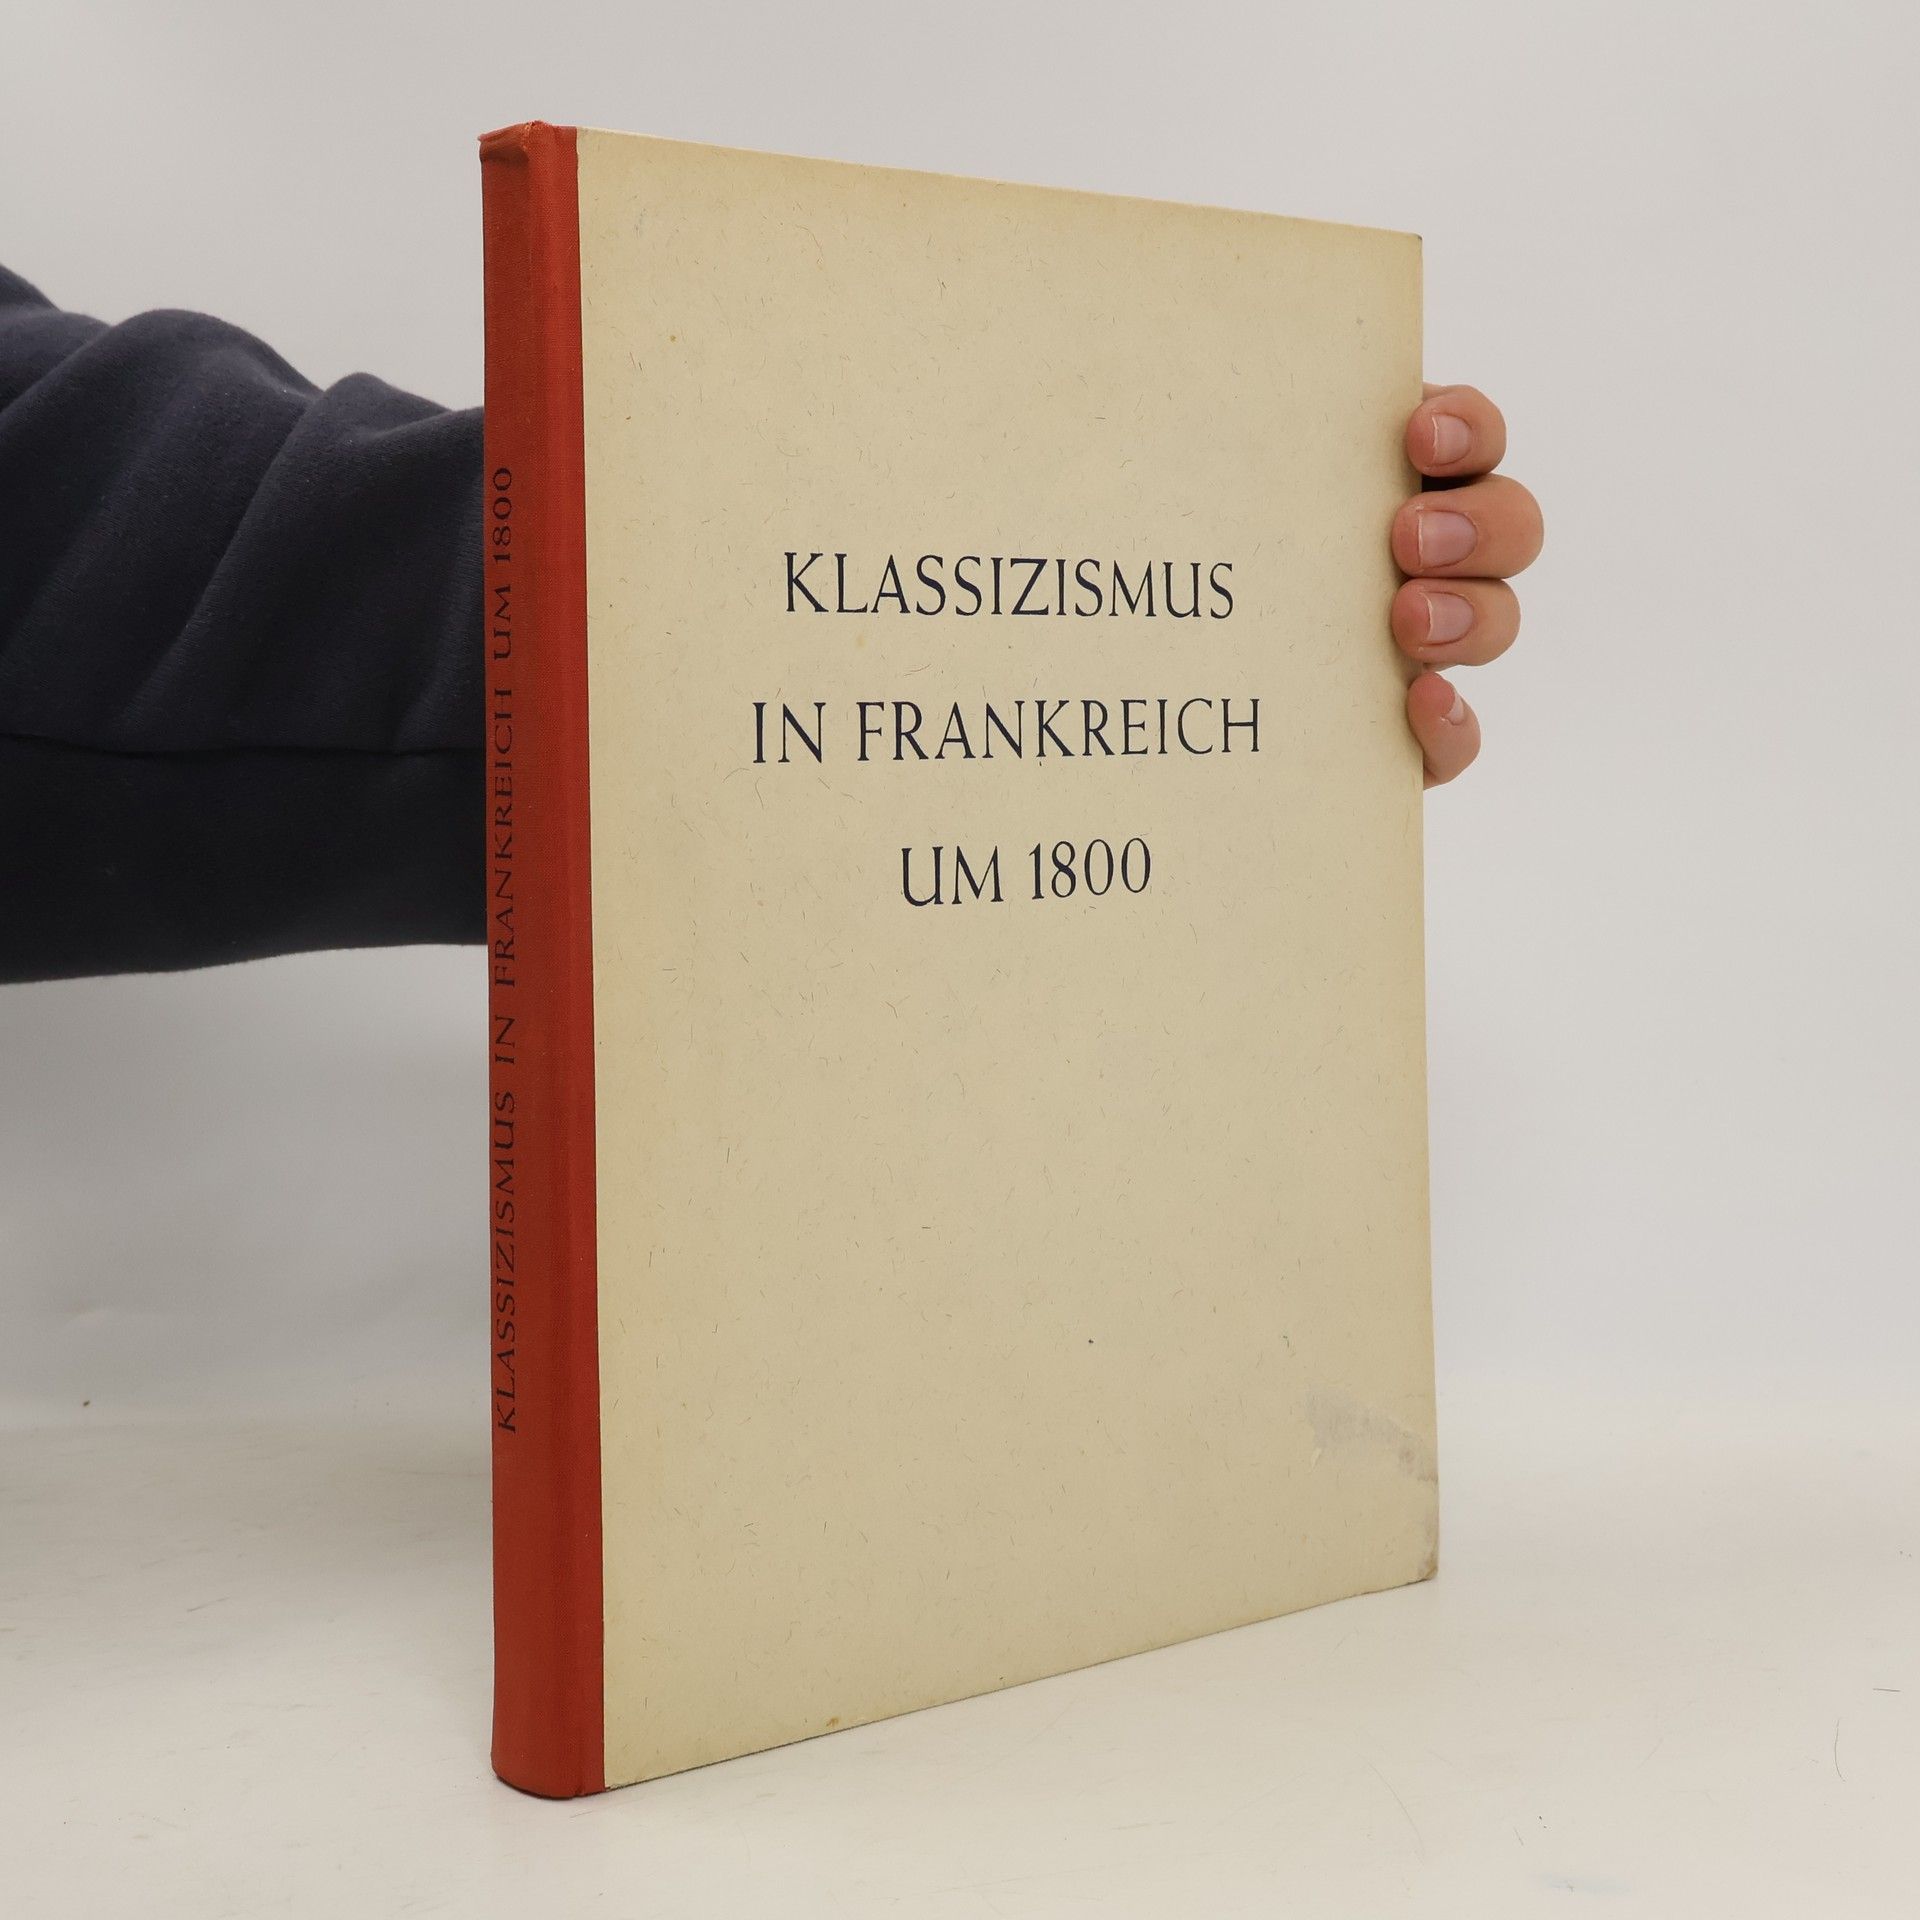 KLASSIZISMUS IN FRANKREICH UM 1800
KLASSIZISMUS
IN FRANKREICH
UM 1800